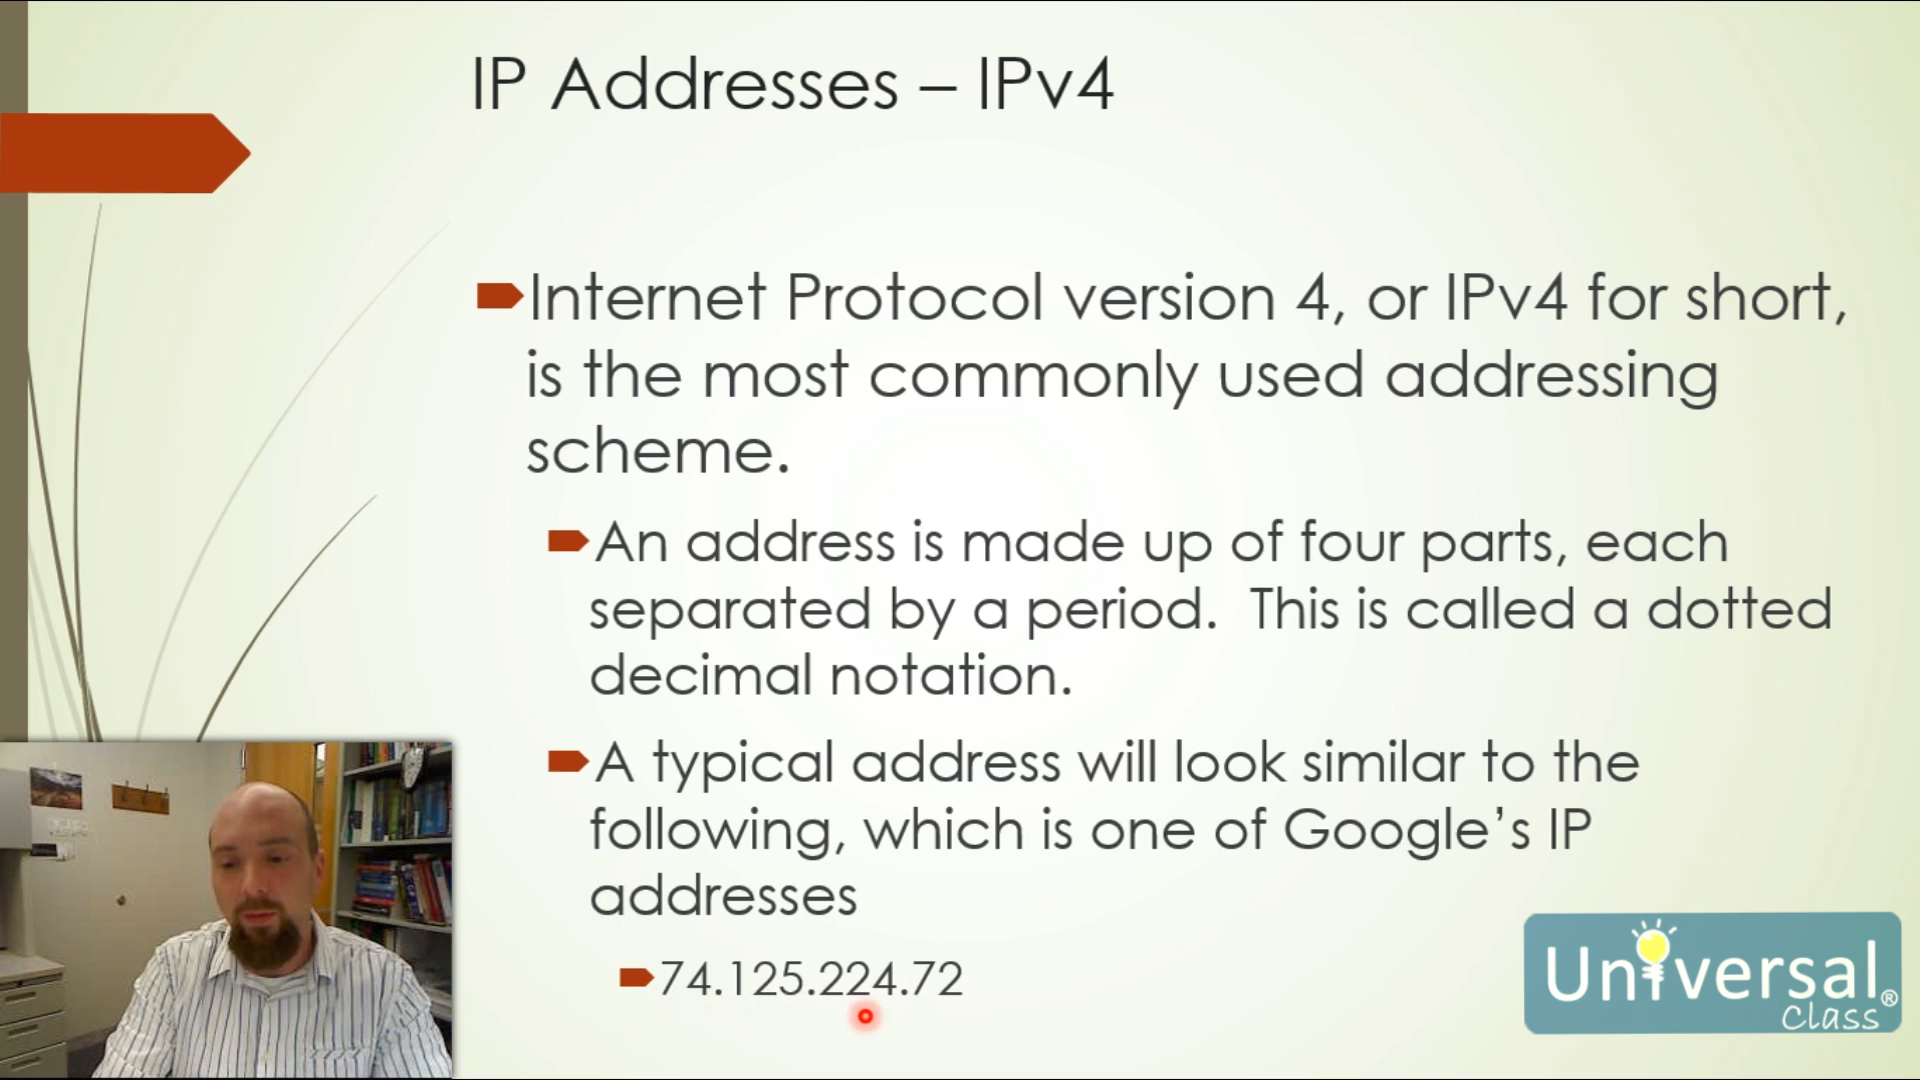 IP Addresses – IPv4
Internet Protocol version 4, or IPv4 for short,
is the most commonly used addressing
scheme.
An address is made up of four parts, each
separated by a period.  This is called a dotted
decimal notation.
A typical address will look similar to the
following, which is one of Google’s IP
addresses
74.125.224.72
Universal®
Class